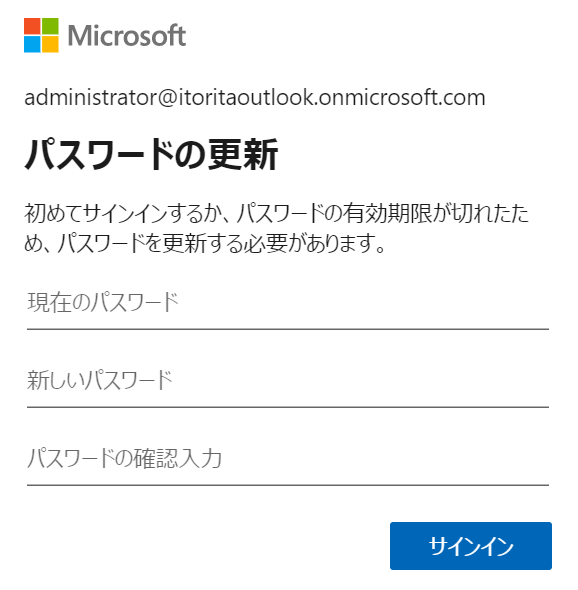 Microsoft
administrator@itoritaoutlook.onmicrosoft.com
パスワードの更新
初めてサインインするか、パスワードの有効期限が切れたた
め、パスワードを更新する必要があります。
現在のパスワード
新しいパスワード
パスワードの確認入力
サインイン